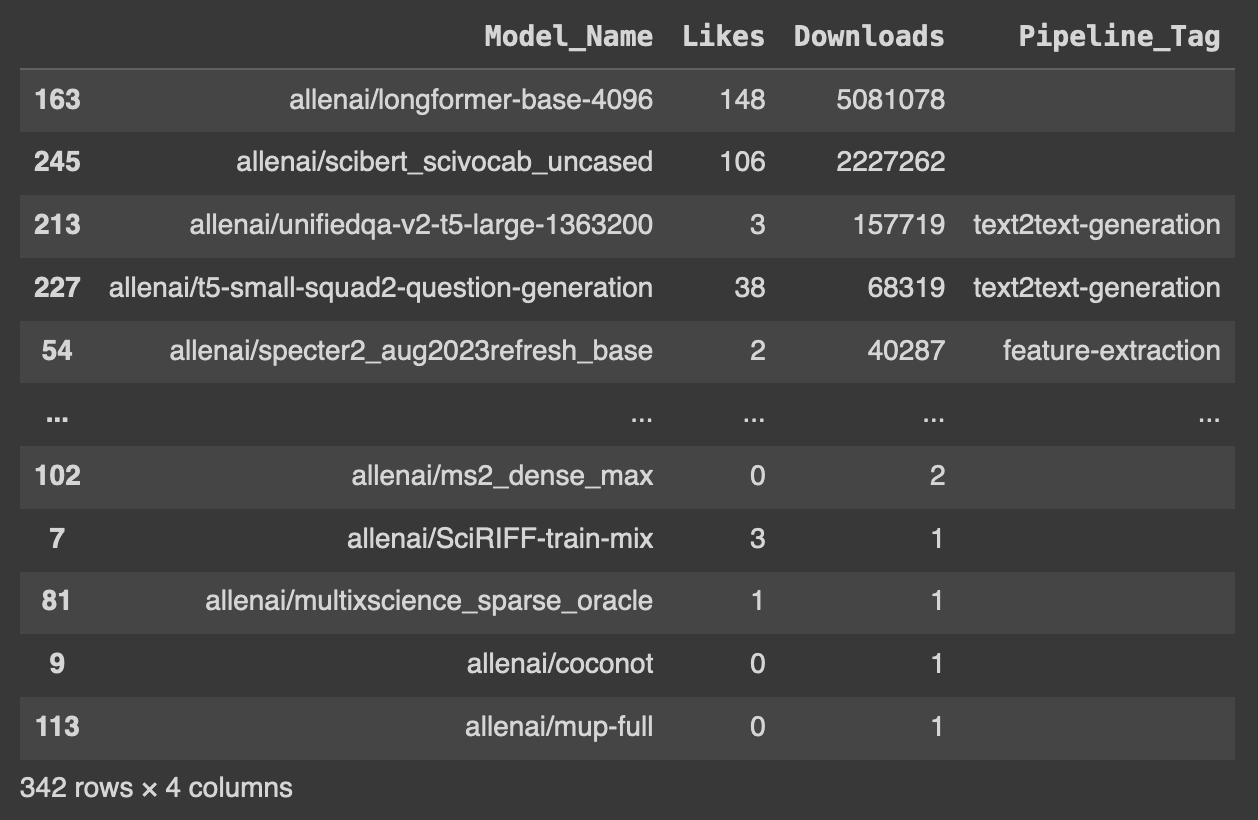 Model_Name Likes Downloads Pipeline_Tag
163 allenai/longformer-base-4096 148 5081078
245 allenai/scibert_scivocab_uncased 106 2227262
213 allenai/unifiedqa-v2-t5-large-1363200 3 157719 text2text-generation
227 allenai/t5-small-squad2-question-generation 38 68319 text2text-generation
54 allenai/specter2_aug2023refresh_base 2 40287 feature-extraction
... ... ... ... ...
102 allenai/ms2_dense_max 0 2
7 allenai/SciRIFF-train-mix 3 1
81 allenai/multixscience_sparse_oracle 1 1
9 allenai/coconot 0 1
113 allenai/mup-full 0 1
342 rows × 4 columns